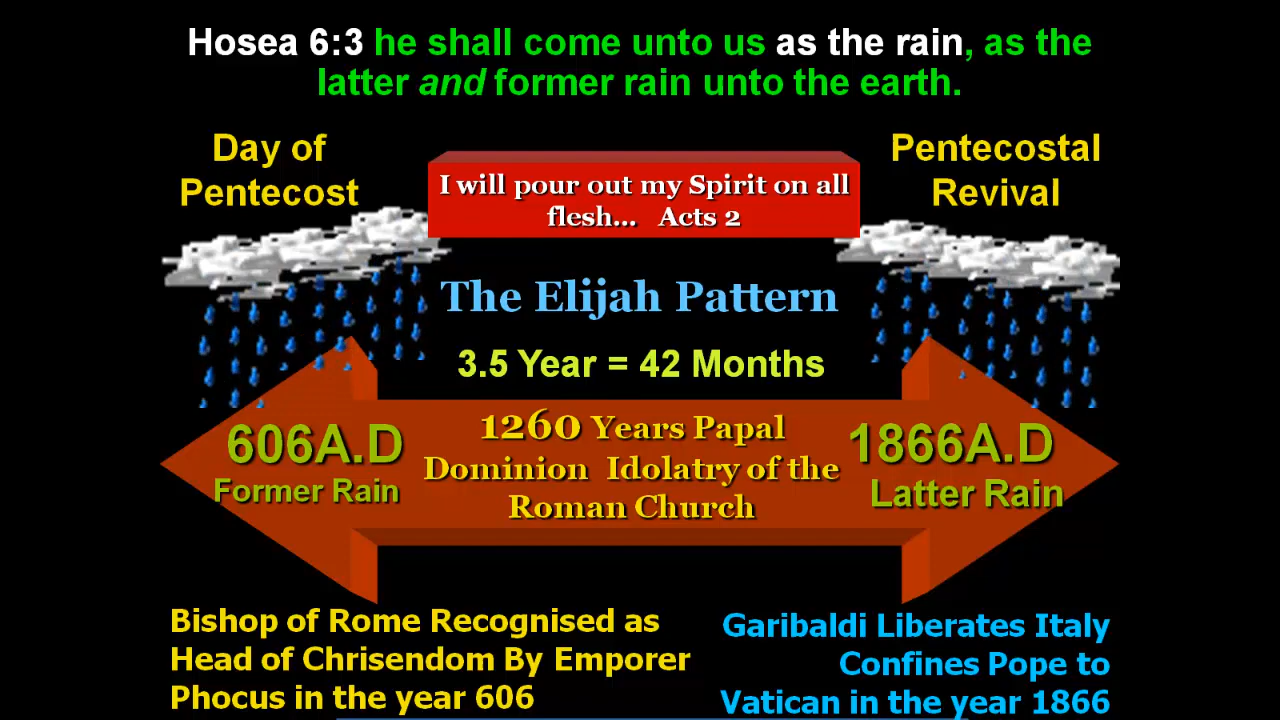 Hosea 6:3 he shall come unto us as the rain, as the
latter and former rain unto the earth.
Day of
Pentecost
I will pour out my Spirit on all
flesh... Acts 2
Pentecostal
Revival
The Elijah Pattern
3.5 Year = 42 Months
606A.D
Former Rain
1260 Years Papal
Dominion Idolatry of the
Roman Church
1866A.D
Latter Rain
Bishop of Rome Recognised as
Head of Chrisendom By Emporer
Phocus in the year 606
Garibaldi Liberates Italy
Confines Pope to
Vatican in the year 1866